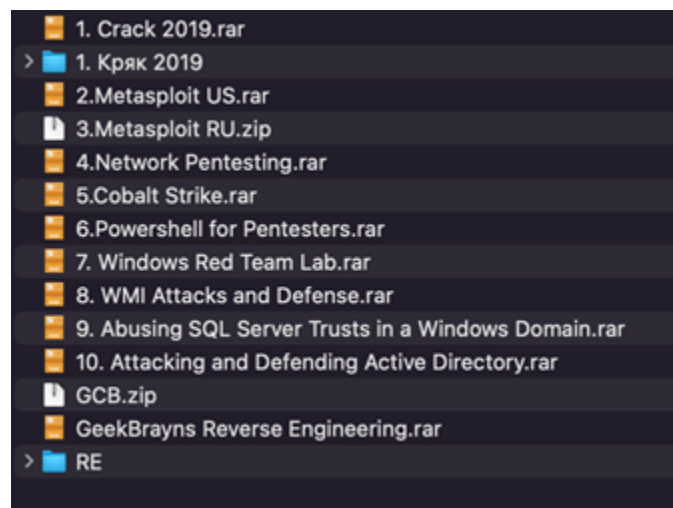 1. Crack 2019.rar
1. Кряк 2019
2.Metasploit US.rar
3.Metasploit RU.zip
4.Network Pentesting.rar
5.Cobalt Strike.rar
6.Powershell for Pentesters.rar
7. Windows Red Team Lab.rar
8. WMI Attacks and Defense.rar
9. Abusing SQL Server Trusts in a Windows Domain.rar
10. Attacking and Defending Active Directory.rar
GCB.zip
GeekBrayns Reverse Engineering.rar
RE